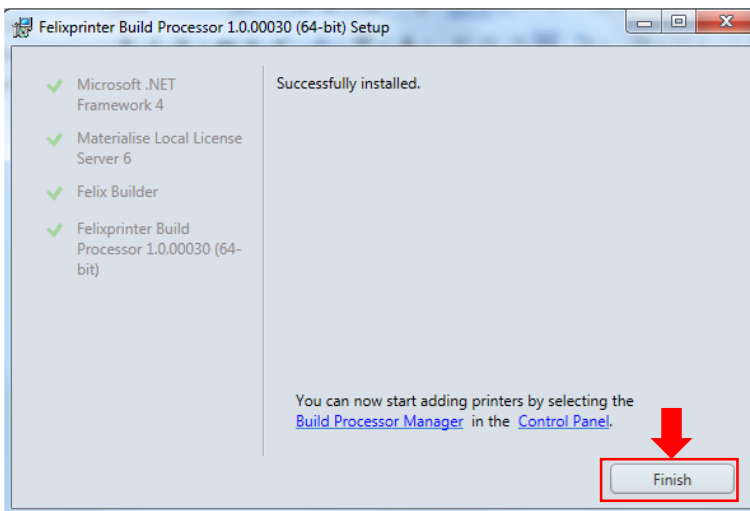 Felixprinter Build Processor 1.0.00030 (64-bit) Setup
Microsoft .NET
Framework 4
Materialise Local License
Server 6
Felix Builder
Felixprinter Build
Processor 1.0.00030 (64-
bit)
Successfully installed.
You can now start adding printers by selecting the
Build Processor Manager in the Control Panel.
Finish